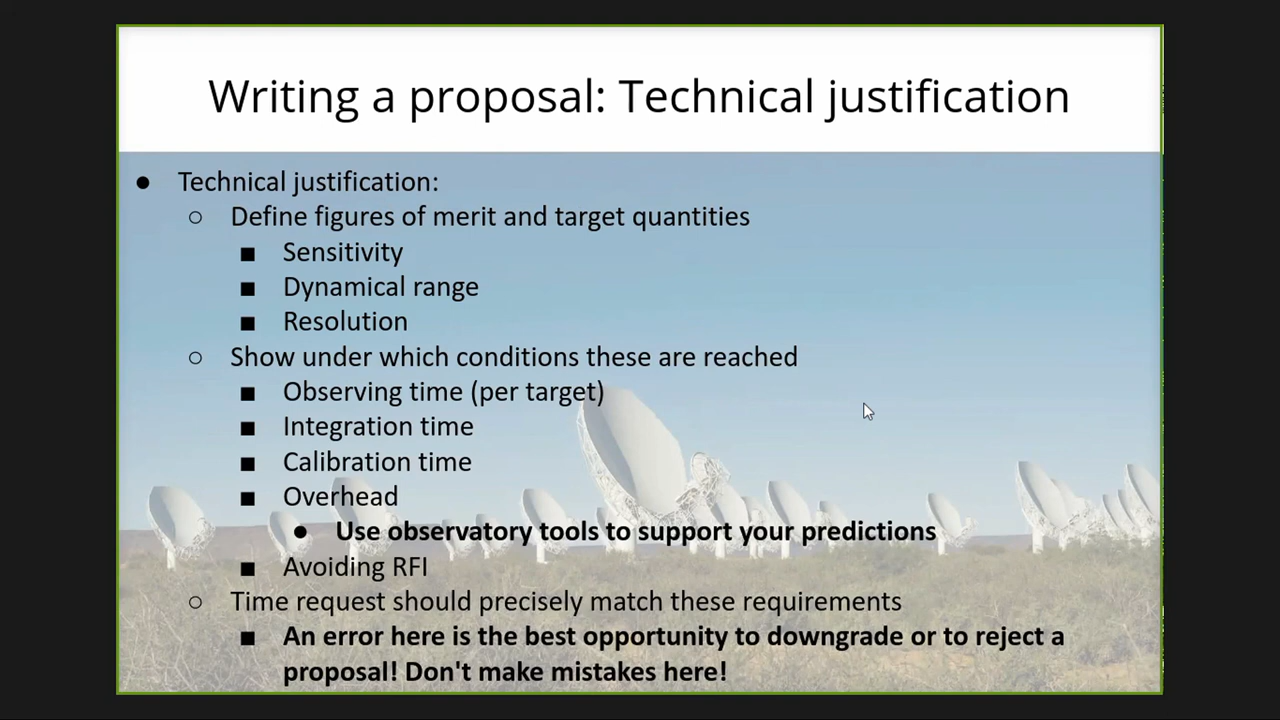 Writing a proposal: Technical justification
● Technical justification:
○ Define figures of merit and target quantities
■ Sensitivity
■ Dynamical range
■ Resolution
○ Show under which conditions these are reached
■ Observing time (per target)
■ Integration time
■ Calibration time
■ Overhead
● Use observatory tools to support your predictions
■ Avoiding RFI
○ Time request should precisely match these requirements
■ An error here is the best opportunity to downgrade or to reject a
proposal! Don't make mistakes here!